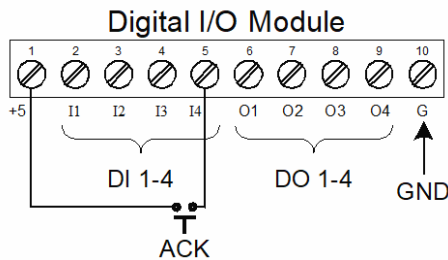 Digital I/O Module
1 2 3 4 5 6 7 8 9 10
+5 I1 I2 I3 I4 O1 O2 O3 O4 G
DI 1-4 DO 1-4 GND
ACK